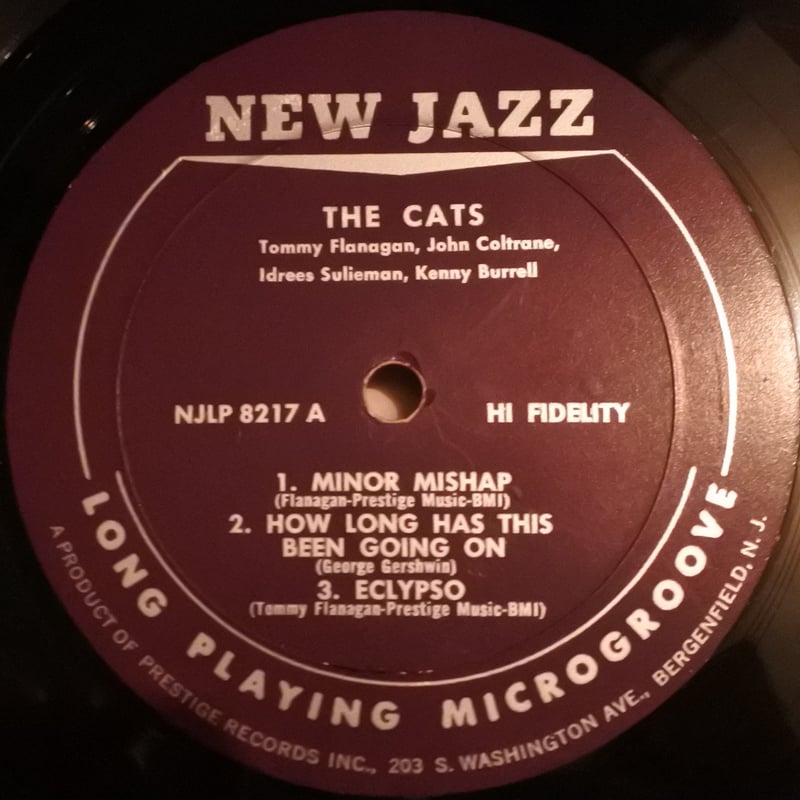 NEW JAZZ
THE CATS
Tommy Flanagan, John Coltrane,
Idrees Sulieman, Kenny Burrell
NJLP 8217 A
HI FIDELITY
1. MINOR MISHAP
(Flanagan-Prestige Music-BMI)
2. HOW LONG HAS THIS
BEEN GOING ON
(George Gershwin)
3. ECLYPSO
(Tommy Flanagan-Prestige Music-BMI)
LONG PLAYING MICROGROOVE
A PRODUCT OF PRESTIGE RECORDS INC., 203 S. WASHINGTON AVE., BERGENFIELD, N. J.